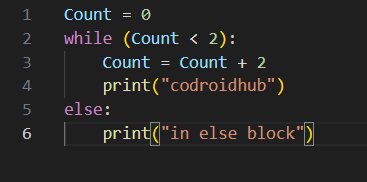 1 Count = 0
2 while (Count < 2):
3     Count = Count + 2
4     print("codroidhub")
5 else:
6     print("in else block")